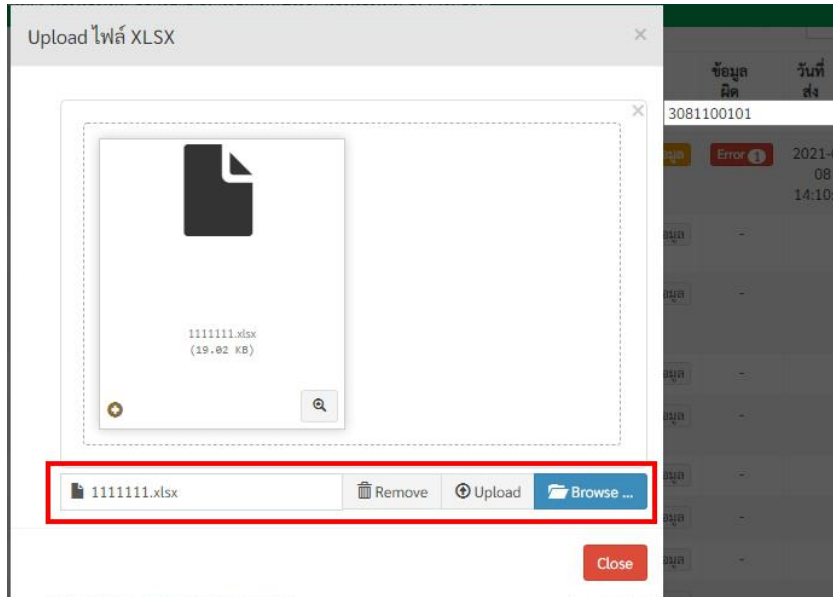 Upload ไฟล์ XLSX
×
×
1111111.xlsx
(19.02 KB)
1111111.xlsx
Remove
Upload
Browse ...
Close
ข้อมูล
ผิด
วันที่
ส่ง
3081100101
Error 1
2021-
08
14:10:
-
-
-
-
-
-
-